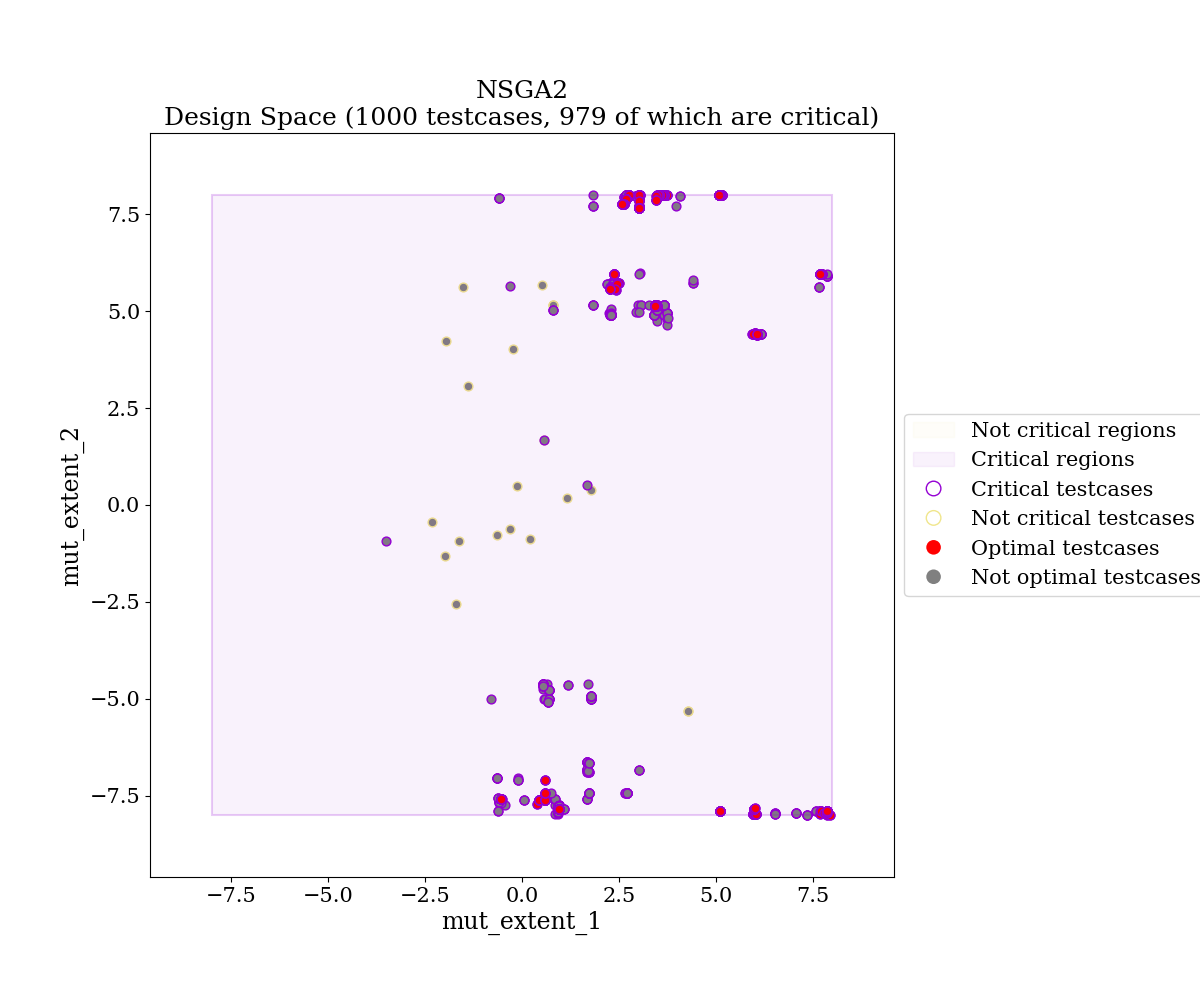 NSGA2
Design Space (1000 testcases, 979 of which are critical)
7.5
5.0
2.5
0.0
−2.5
−5.0
−7.5
mut_extent_2
−7.5
−5.0
−2.5
0.0
2.5
5.0
7.5
mut_extent_1
Not critical regions
Critical regions
Critical testcases
Not critical testcases
Optimal testcases
Not optimal testcases